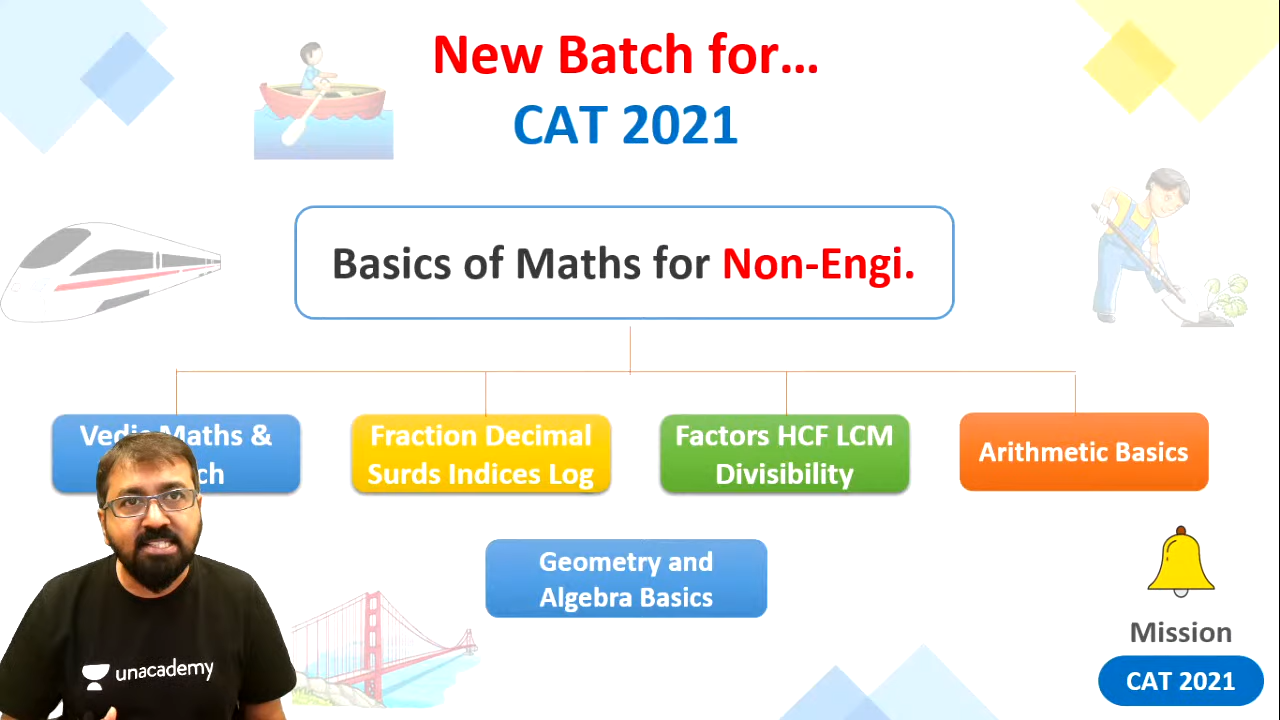 New Batch for...
CAT 2021
Basics of Maths for Non-Engi.
Maths &
Fraction Decimal
Surds Indices Log
Factors HCF LCM
Divisibility
Arithmetic Basics
Geometry and
Algebra Basics
unacademy
Mission
CAT 2021